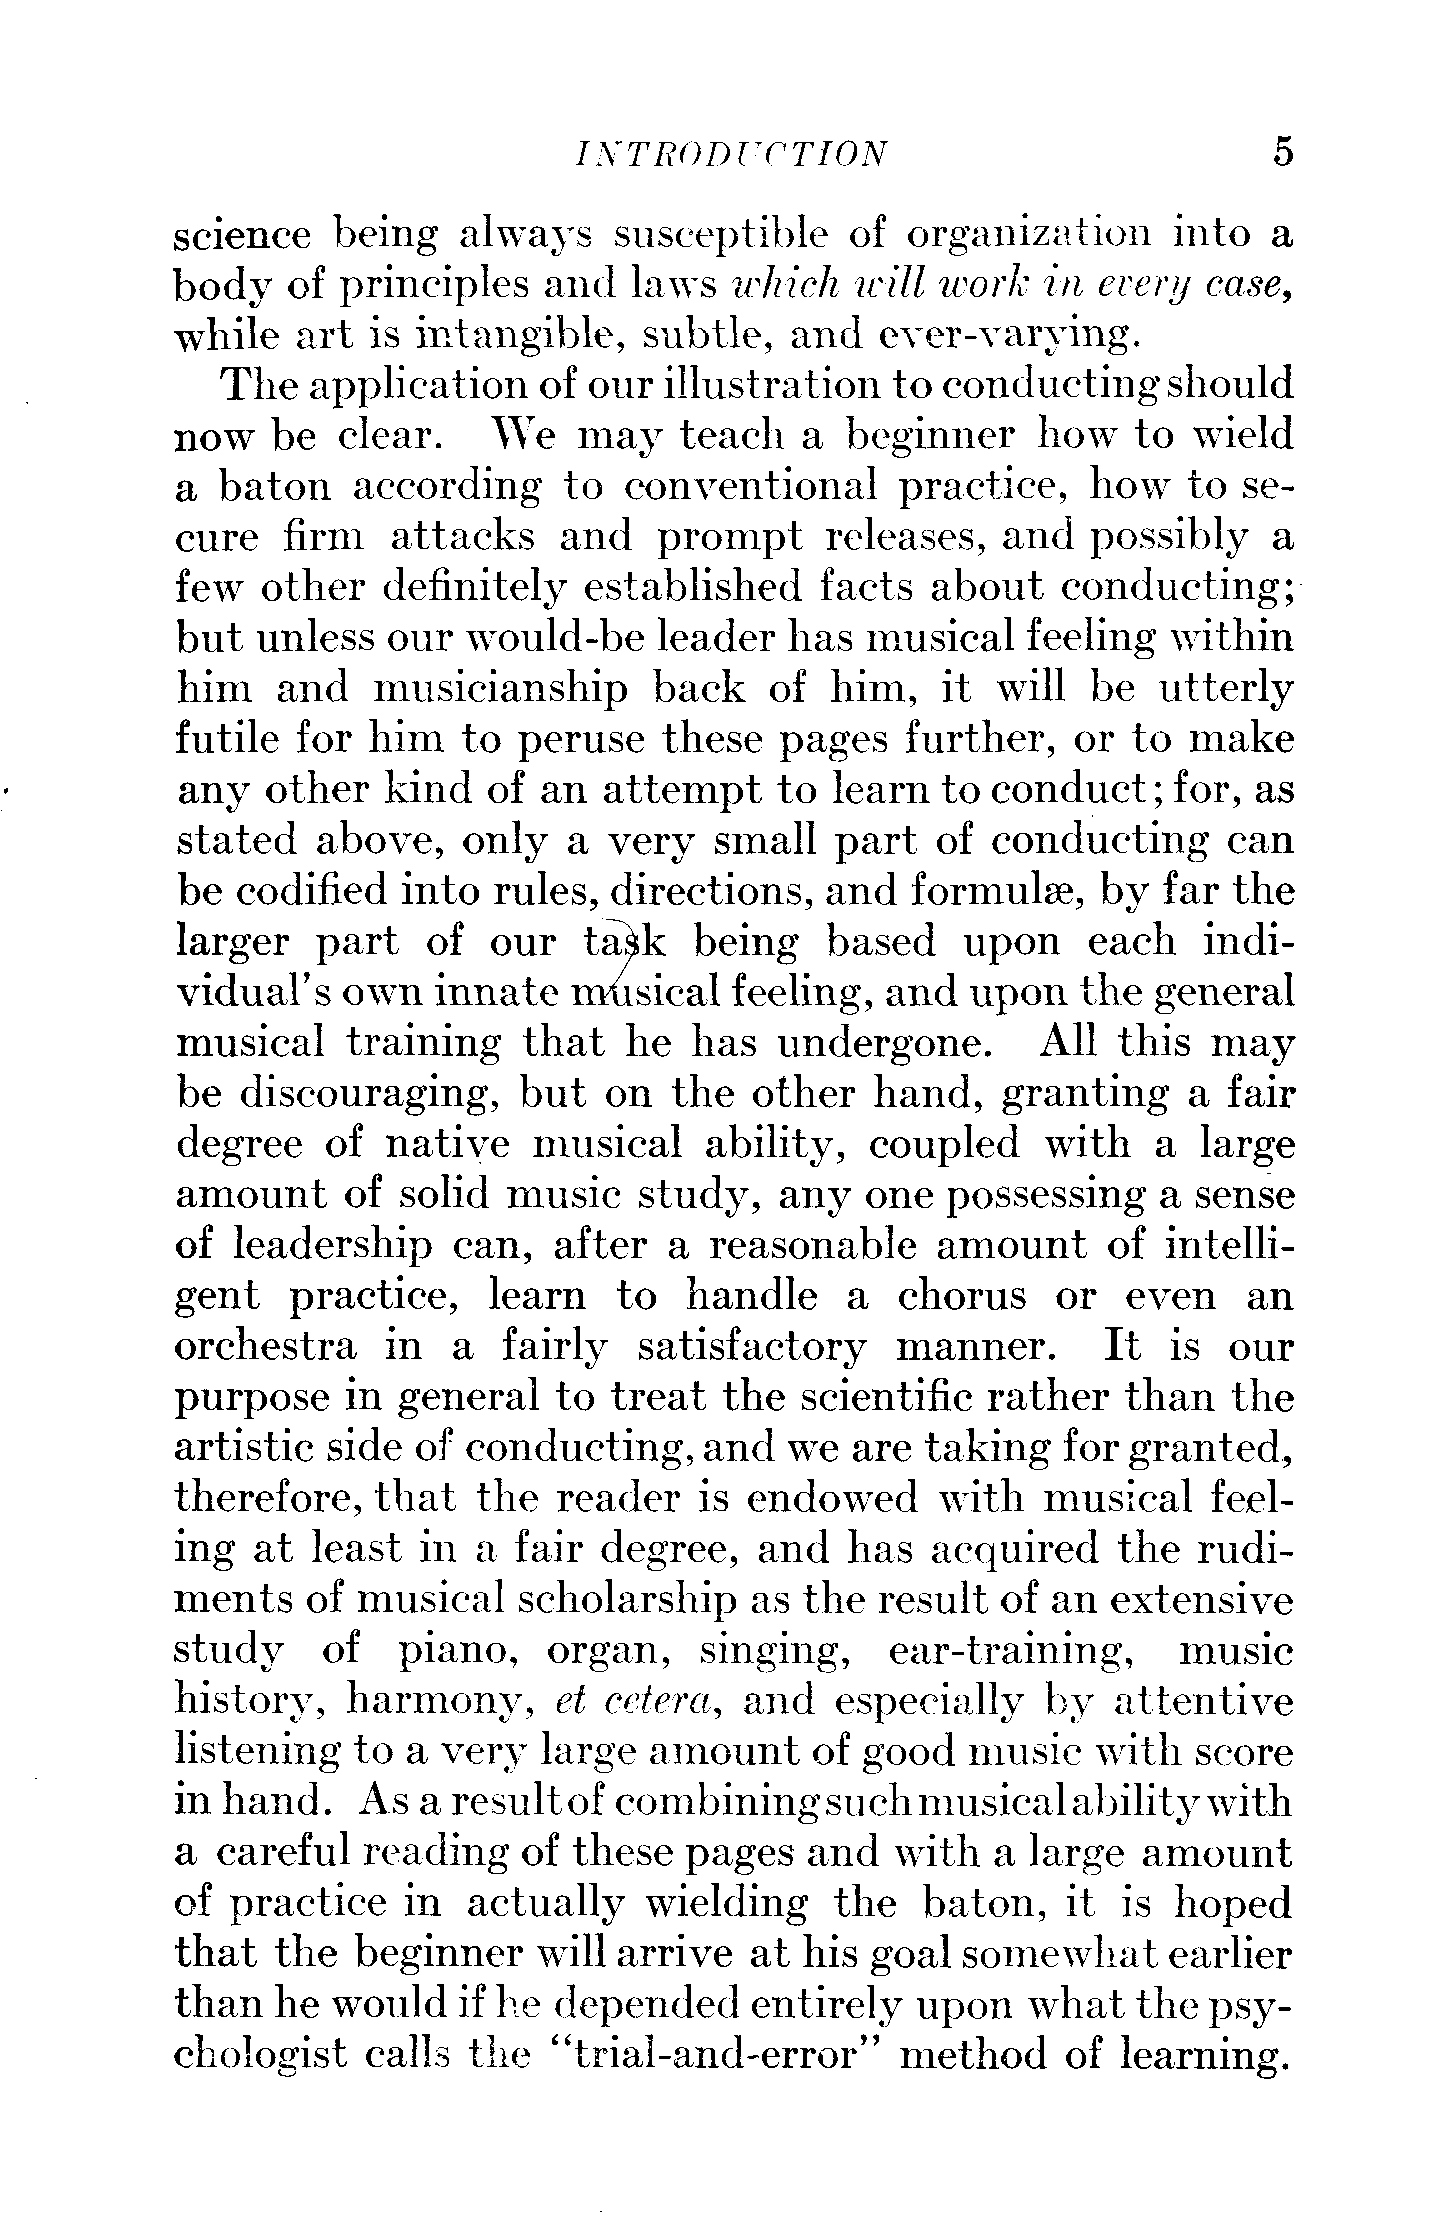 INTRODUCTION 5
science being always susceptible of organization into a
body of principles and laws which will work in every case,
while art is intangible, subtle, and ever-varying.
The application of our illustration to conducting should
now be clear. We may teach a beginner how to wield
a baton according to conventional practice, how to se-
cure firm attacks and prompt releases, and possibly a
few other definitely established facts about conducting;
but unless our would-be leader has musical feeling within
him and musicianship back of him, it will be utterly
futile for him to peruse these pages further, or to make
any other kind of an attempt to learn to conduct; for, as
stated above, only a very small part of conducting can
be codified into rules, directions, and formulæ, by far the
larger part of our task being based upon each indi-
vidual's own innate musical feeling, and upon the general
musical training that he has undergone. All this may
be discouraging, but on the other hand, granting a fair
degree of native musical ability, coupled with a large
amount of solid music study, any one possessing a sense
of leadership can, after a reasonable amount of intelli-
gent practice, learn to handle a chorus or even an
orchestra in a fairly satisfactory manner. It is our
purpose in general to treat the scientific rather than the
artistic side of conducting, and we are taking for granted,
therefore, that the reader is endowed with musical feel-
ing at least in a fair degree, and has acquired the rudi-
ments of musical scholarship as the result of an extensive
study of piano, organ, singing, ear-training, music
history, harmony, et cetera, and especially by attentive
listening to a very large amount of good music with score
in hand. As a result of combining such musical ability with
a careful reading of these pages and with a large amount
of practice in actually wielding the baton, it is hoped
that the beginner will arrive at his goal somewhat earlier
than he would if he depended entirely upon what the psy-
chologist calls the "trial-and-error" method of learning.